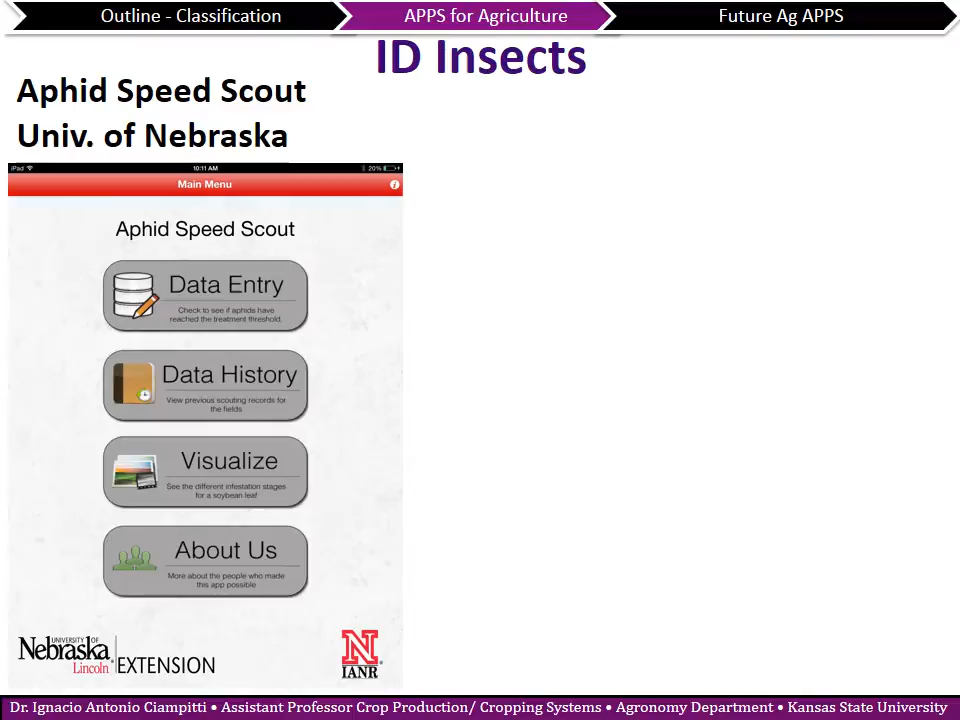 Outline - Classification
APPS for Agriculture
Future Ag APPS
ID Insects
Aphid Speed Scout
Univ. of Nebraska
iPad
10:11 AM
20%
Main Menu
i
Aphid Speed Scout
Data Entry
Check to see if aphids have
reached the treatment threshold.
Data History
View previous scouting records for
the fields
Visualize
See the different infestation stages
for a soybean leaf
About Us
More about the people who made
this app possible
UNIVERSITY OF
Nebraska
Lincoln
EXTENSION
N
IANR
Dr. Ignacio Antonio Ciampitti • Assistant Professor Crop Production/ Cropping Systems • Agronomy Department • Kansas State University